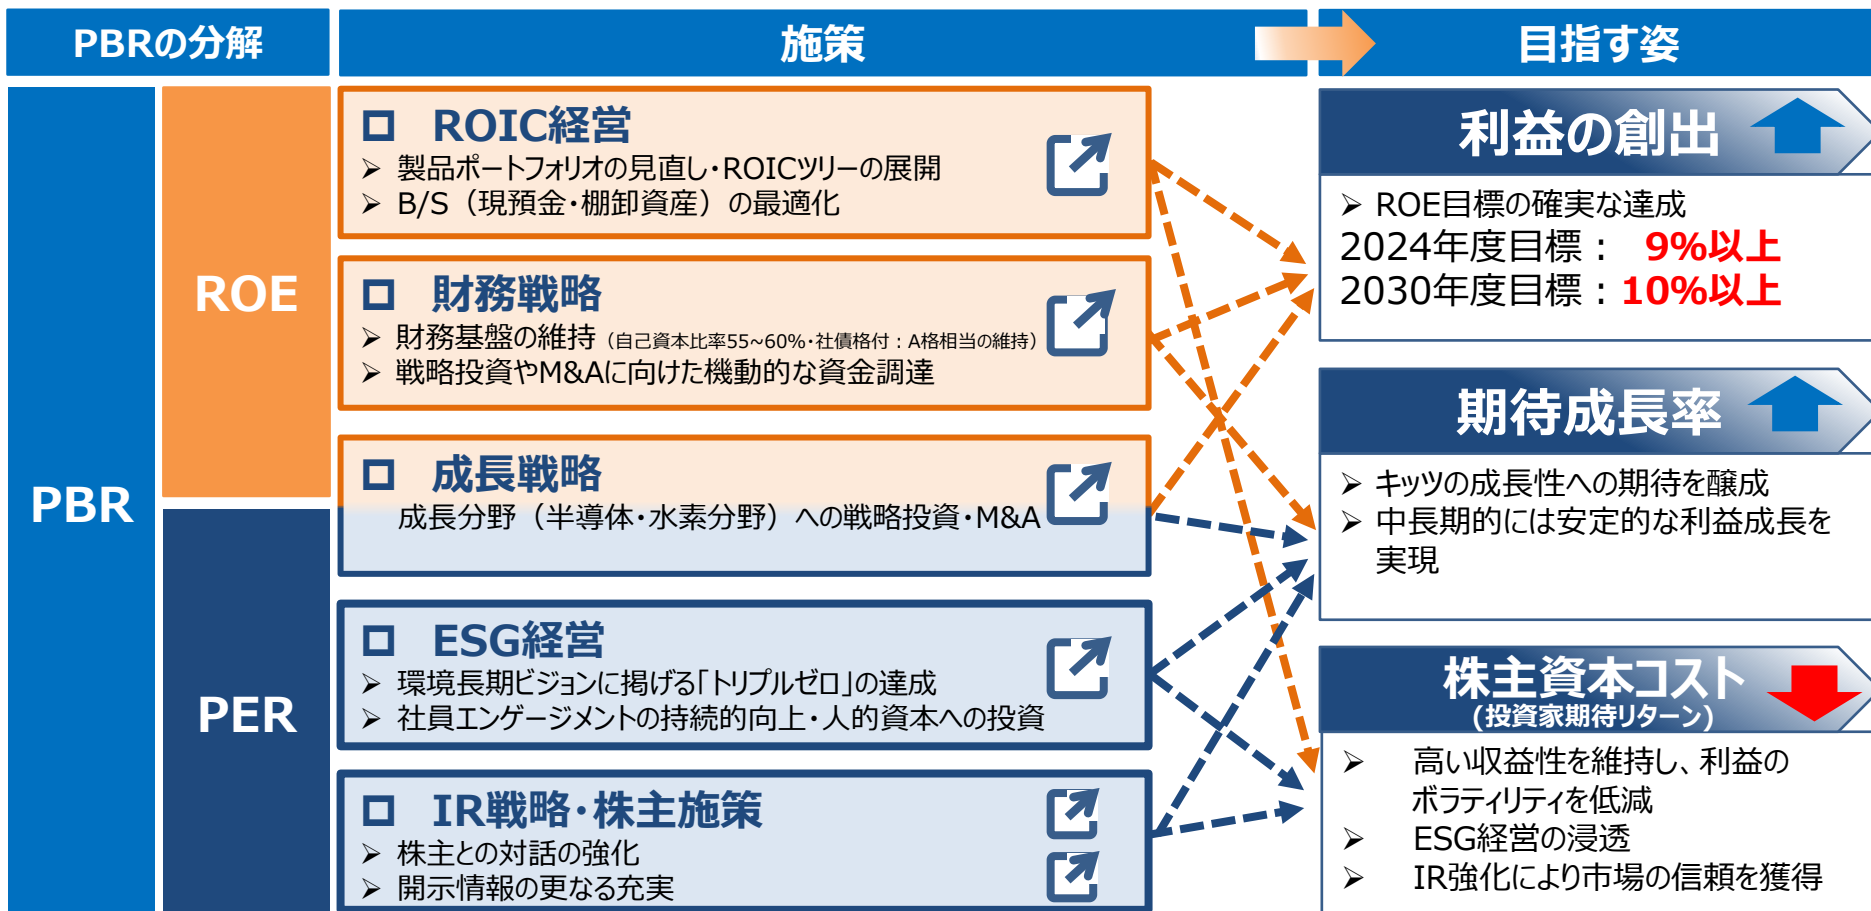 PBRの分解
施策
目指す姿
PBR
ROE
PER
□ ROIC経営
➢ 製品ポートフォリオの見直し・ROICツリーの展開
➢ B/S（現預金・棚卸資産）の最適化
□ 財務戦略
➢ 財務基盤の維持（自己資本比率55~60%・社債格付：A格相当の維持）
➢ 戦略投資やM&Aに向けた機動的な資金調達
□ 成長戦略
成長分野（半導体・水素分野）への戦略投資・M&A
□ ESG経営
➢ 環境長期ビジョンに掲げる「トリプルゼロ」の達成
➢ 社員エンゲージメントの持続的向上・人的資本への投資
□ IR戦略・株主施策
➢ 株主との対話の強化
➢ 開示情報の更なる充実
利益の創出
➢ ROE目標の確実な達成
2024年度目標： 9%以上
2030年度目標：10%以上
期待成長率
➢ キッツの成長性への期待を醸成
➢ 中長期的には安定的な利益成長を
実現
株主資本コスト
(投資家期待リターン)
➢ 高い収益性を維持し、利益の
ボラティリティを低減
➢ ESG経営の浸透
➢ IR強化により市場の信頼を獲得